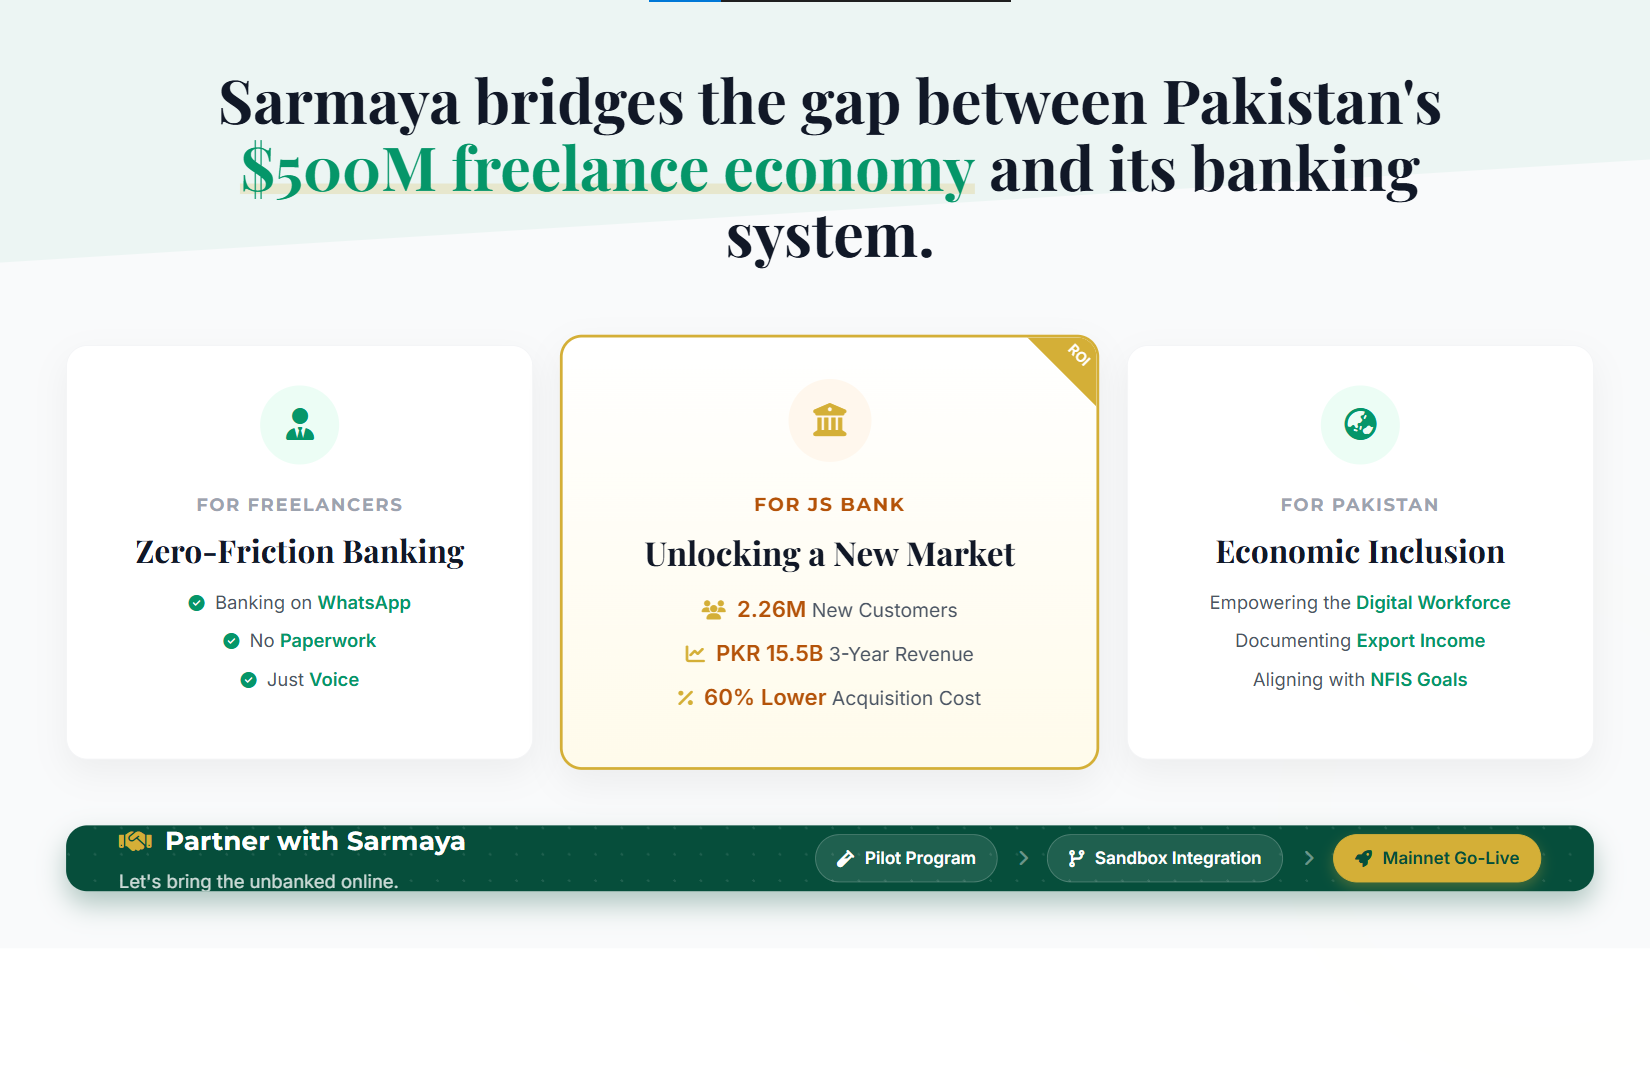 Sarmaya bridges the gap between Pakistan's
$500M freelance economy and its banking
system.
FOR FREELANCERS
Zero-Friction Banking
Banking on WhatsApp
No Paperwork
Just Voice
ROI
FOR JS BANK
Unlocking a New Market
2.26M New Customers
PKR 15.5B 3-Year Revenue
60% Lower Acquisition Cost
FOR PAKISTAN
Economic Inclusion
Empowering the Digital Workforce
Documenting Export Income
Aligning with NFIS Goals
Partner with Sarmaya
Let's bring the unbanked online.
Pilot Program
Sandbox Integration
Mainnet Go-Live